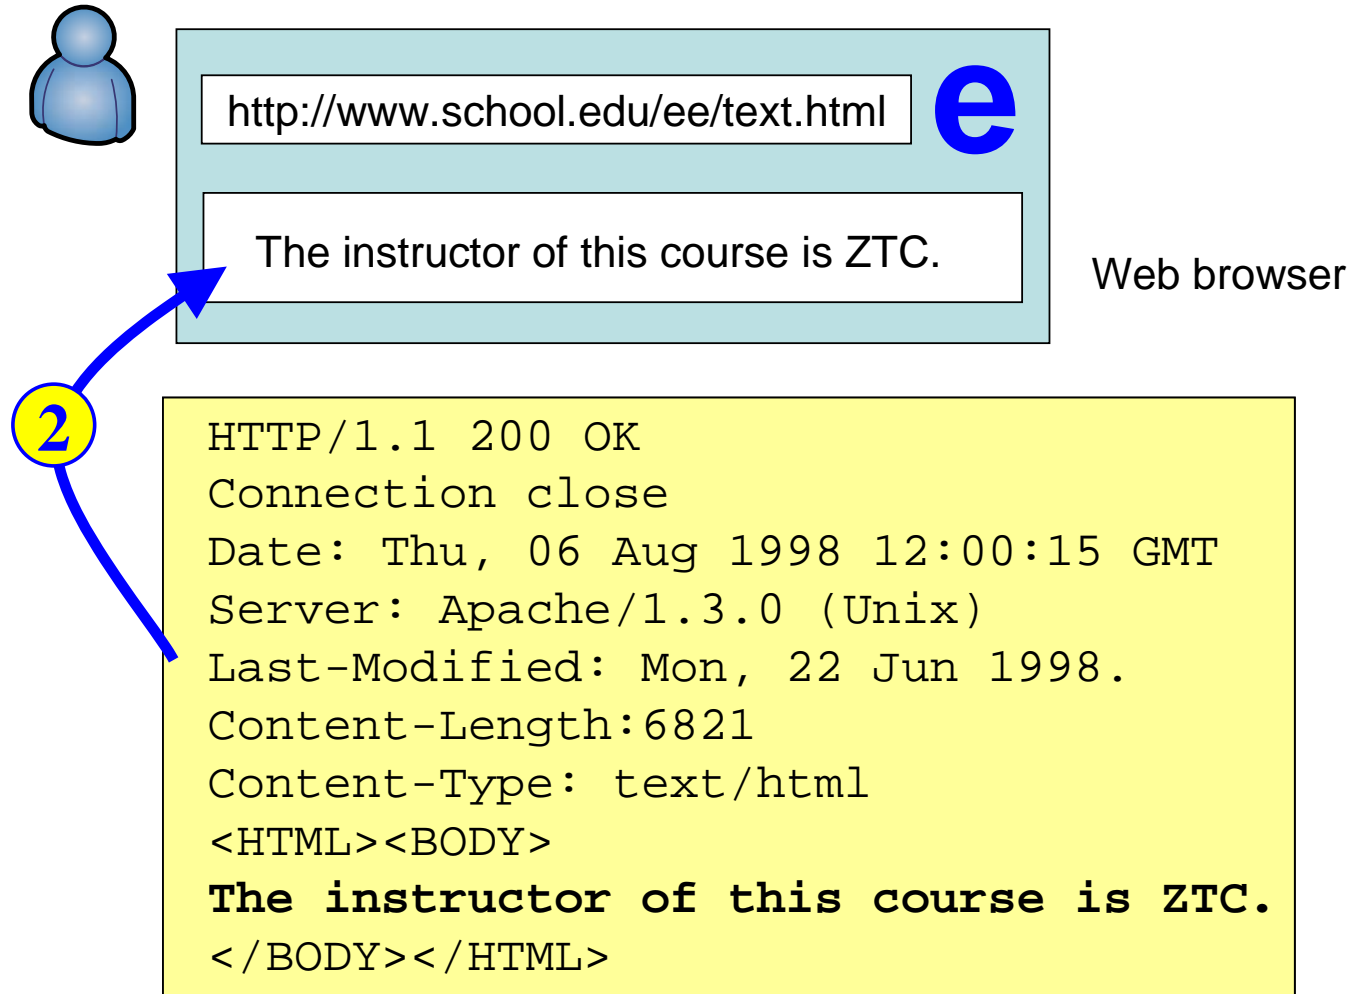 http://www.school.edu/ee/text.html
e
The instructor of this course is ZTC.
Web browser
2
HTTP/1.1 200 OK
Connection close
Date: Thu, 06 Aug 1998 12:00:15 GMT
Server: Apache/1.3.0 (Unix)
Last-Modified: Mon, 22 Jun 1998.
Content-Length:6821
Content-Type: text/html
<HTML><BODY>
The instructor of this course is ZTC.
</BODY></HTML>